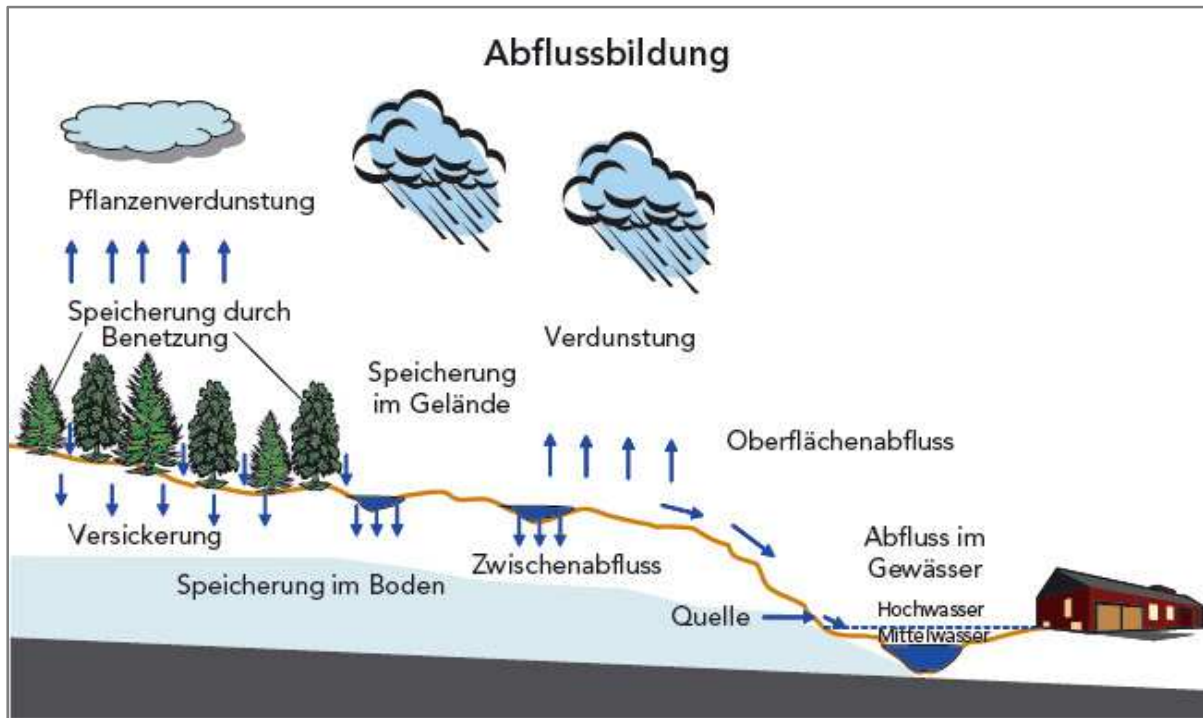 Abflussbildung
Pflanzenverdunstung
Speicherung durch
Benetzung
Verdunstung
Speicherung
im Gelände
Oberflächenabfluss
Versickerung
Zwischenabfluss
Abfluss im
Gewässer
Speicherung im Boden
Quelle
Hochwasser
Mittelwasser